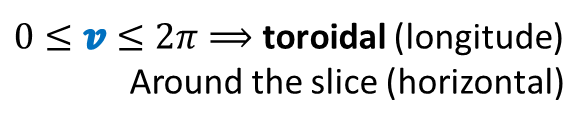 0 ≤ 𝒗 ≤ 2𝜋 ⟹ toroidal (longitude)
Around the slice (horizontal)